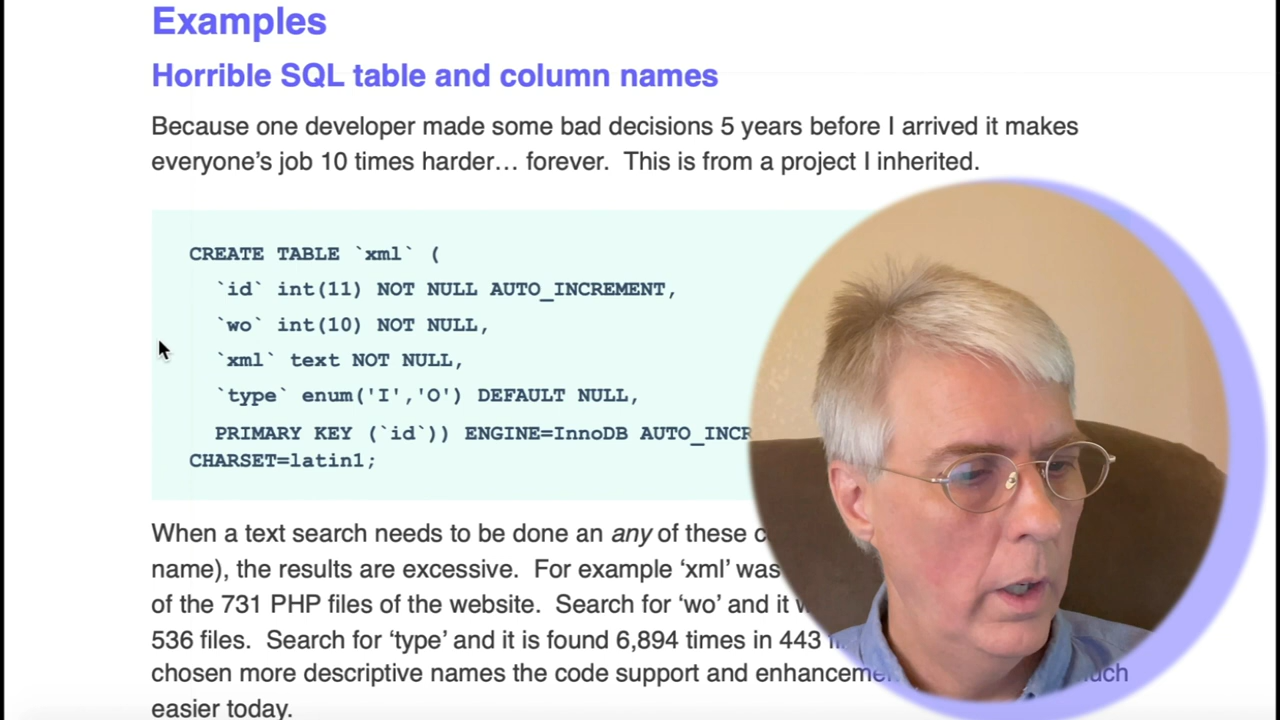 Examples
Horrible SQL table and column names
Because one developer made some bad decisions 5 years before I arrived it makes
everyone’s job 10 times harder… forever.  This is from a project I inherited.
CREATE TABLE `xml` (
`id` int(11) NOT NULL AUTO_INCREMENT,
`wo` int(10) NOT NULL,
`xml` text NOT NULL,
`type` enum('I','O') DEFAULT NULL,
PRIMARY KEY (`id`)) ENGINE=InnoDB AUTO_INCR
CHARSET=latin1;
When a text search needs to be done an any of these
name), the results are excessive.  For example ‘xml’ was
of the 731 PHP files of the website.  Search for ‘wo’ and it
536 files.  Search for ‘type’ and it is found 6,894 times in 443
chosen more descriptive names the code support and
easier today.